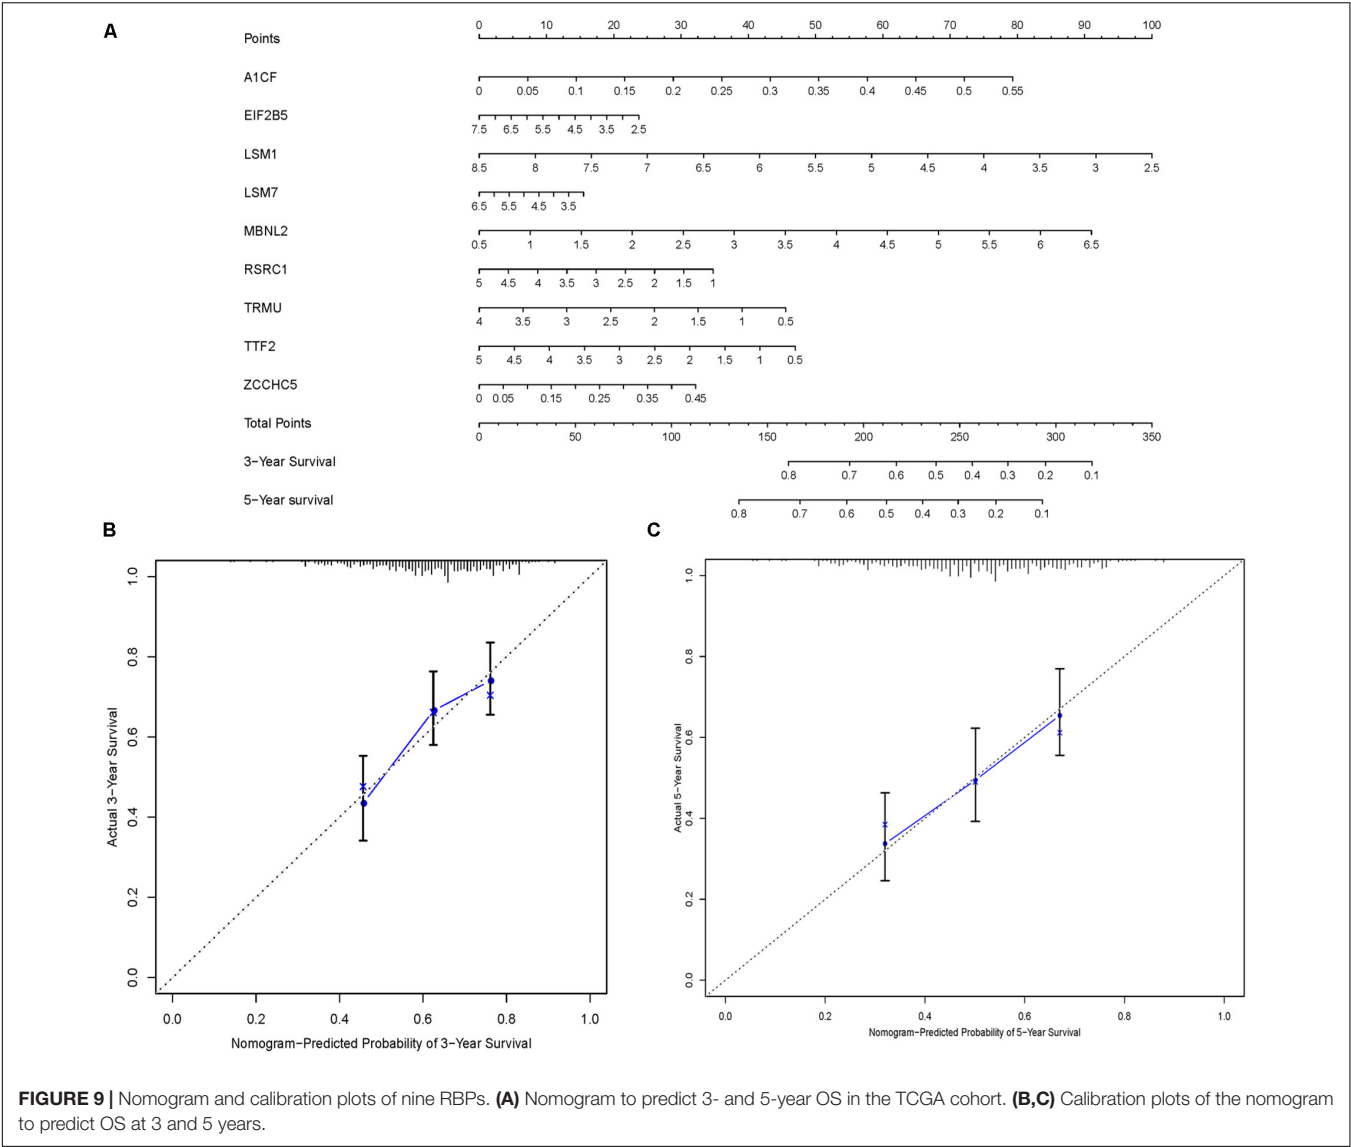 A
Points
0 10 20 30 40 50 60 70 80 90 100
A1CF
0 0.05 0.1 0.15 0.2 0.25 0.3 0.35 0.4 0.45 0.5 0.55
EIF2B5
7.5 6.5 5.5 4.5 3.5 2.5
LSM1
8.5 8 7.5 7 6.5 6 5.5 5 4.5 4 3.5 3 2.5
LSM7
6.5 5.5 4.5 3.5
MBNL2
0.5 1 1.5 2 2.5 3 3.5 4 4.5 5 5.5 6 6.5
RSRC1
5 4.5 4 3.5 3 2.5 2 1.5 1
TRMU
4 3.5 3 2.5 2 1.5 1 0.5
TTF2
5 4.5 4 3.5 3 2.5 2 1.5 1 0.5
ZCCHC5
0 0.05 0.15 0.25 0.35 0.45
Total Points
0 50 100 150 200 250 300 350
3−Year Survival
0.8 0.7 0.6 0.5 0.4 0.3 0.2 0.1
5−Year survival
0.8 0.7 0.6 0.5 0.4 0.3 0.2 0.1
B
Actual 3−Year Survival
1.0
0.8
0.6
0.4
0.2
0.0
0.0 0.2 0.4 0.6 0.8 1.0
Nomogram−Predicted Probability of 3−Year Survival
C
Actual 5−Year Survival
1.0
0.8
0.6
0.4
0.2
0.0
0.0 0.2 0.4 0.6 0.8 1.0
Nomogram−Predicted Probability of 5−Year Survival
FIGURE 9 | Nomogram and calibration plots of nine RBPs. (A) Nomogram to predict 3- and 5-year OS in the TCGA cohort. (B,C) Calibration plots of the nomogram
to predict OS at 3 and 5 years.